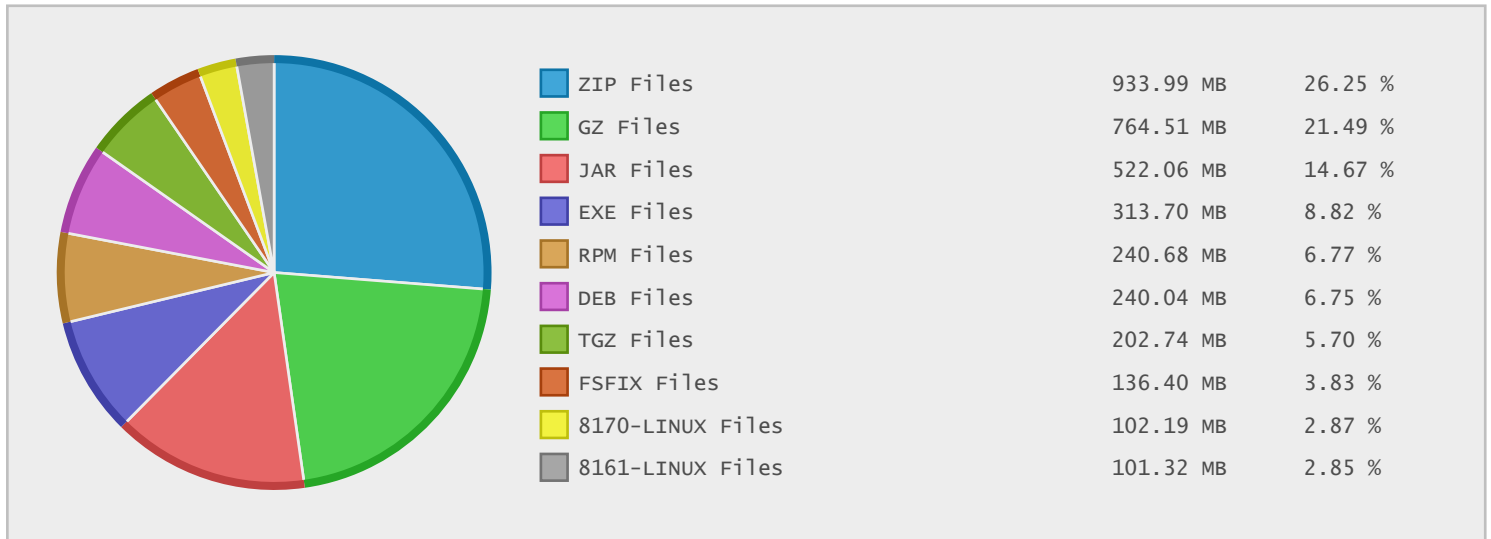 ZIP Files 933.99 MB 26.25 %
GZ Files 764.51 MB 21.49 %
JAR Files 522.06 MB 14.67 %
EXE Files 313.70 MB 8.82 %
RPM Files 240.68 MB 6.77 %
DEB Files 240.04 MB 6.75 %
TGZ Files 202.74 MB 5.70 %
FSFIX Files 136.40 MB 3.83 %
8170-LINUX Files 102.19 MB 2.87 %
8161-LINUX Files 101.32 MB 2.85 %